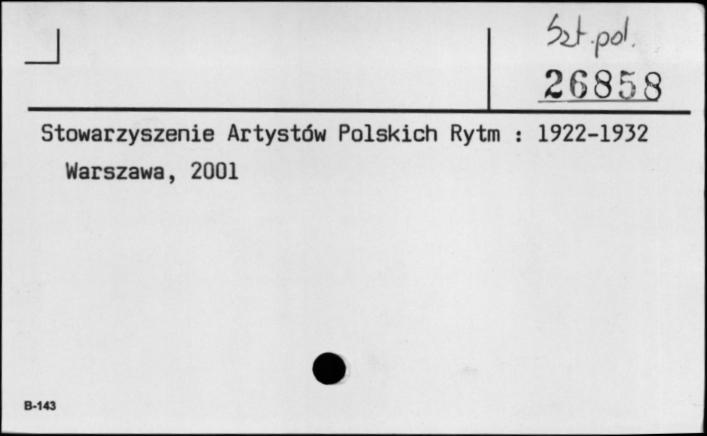 Szt. pol.
26858
Stowarzyszenie Artystów Polskich Rytm : 1922-1932
Warszawa, 2001
B-143